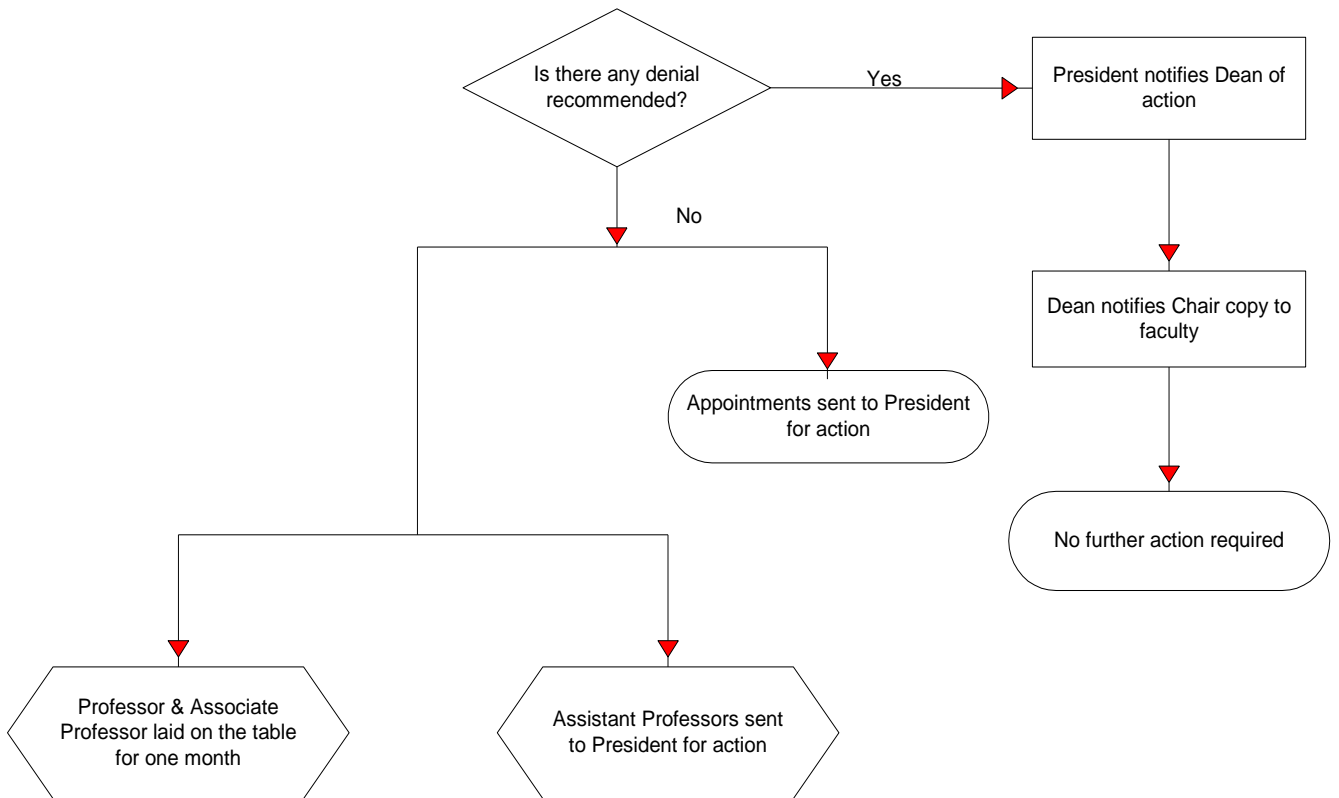 Is there any denial
recommended?
Yes
President notifies Dean of
action
No
Dean notifies Chair copy to
faculty
Appointments sent to President
for action
No further action required
Professor & Associate
Professor laid on the table
for one month
Assistant Professors sent
to President for action